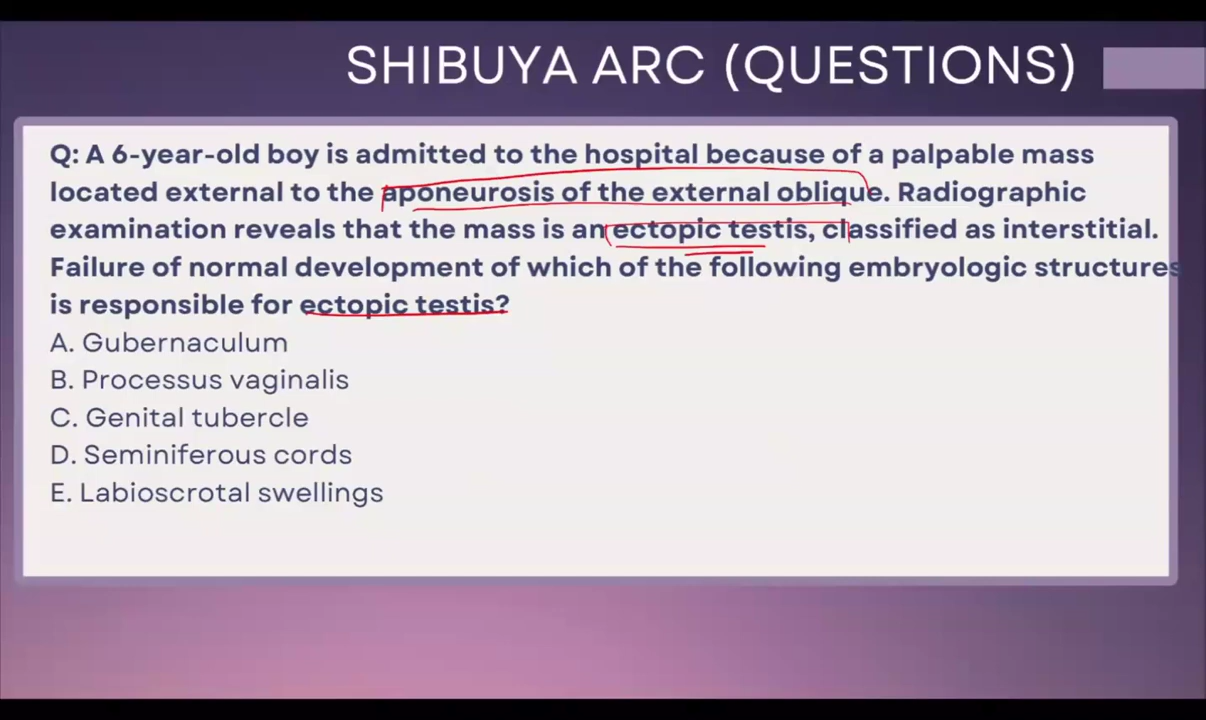 SHIBUYA ARC (QUESTIONS)
Q: A 6-year-old boy is admitted to the hospital because of a palpable mass
located external to the aponeurosis of the external oblique. Radiographic
examination reveals that the mass is an ectopic testis, classified as interstitial.
Failure of normal development of which of the following embryologic structures
is responsible for ectopic testis?
A. Gubernaculum
B. Processus vaginalis
C. Genital tubercle
D. Seminiferous cords
E. Labioscrotal swellings